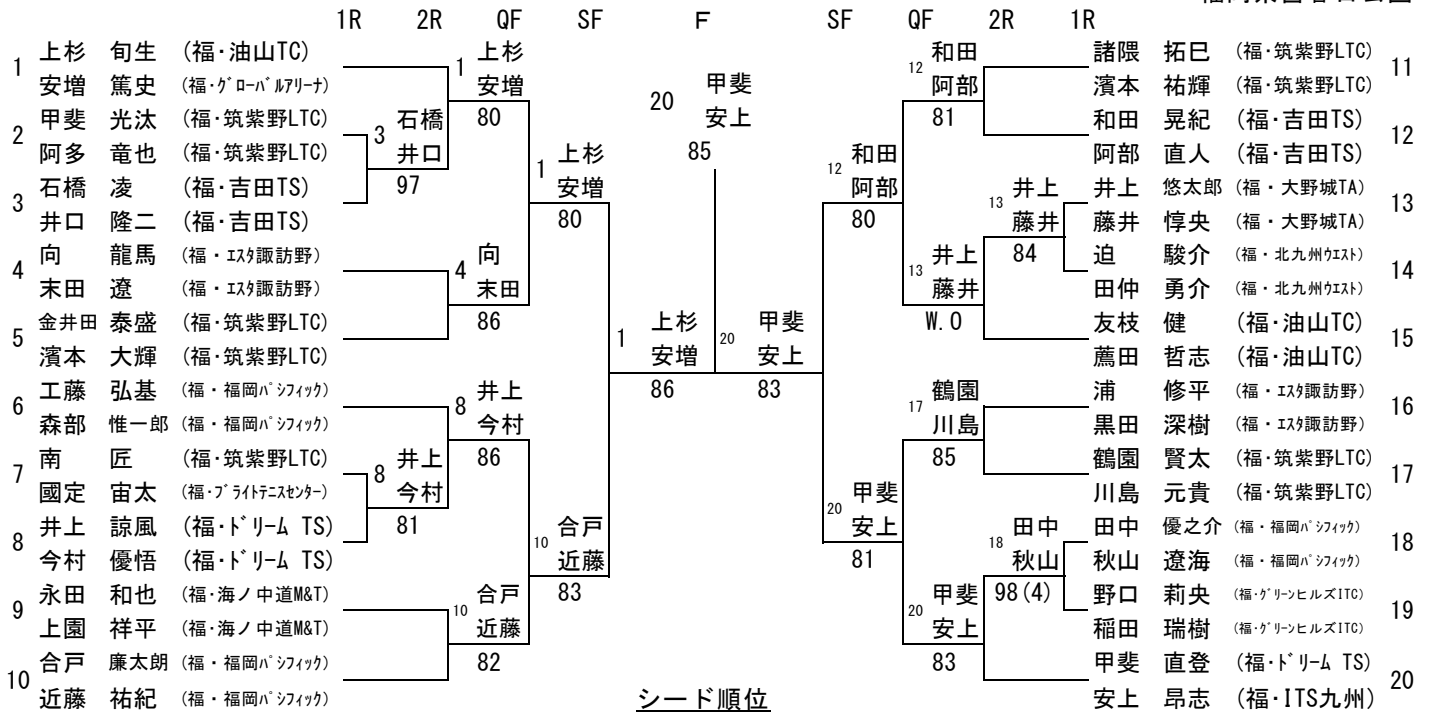 1R 2R QF SF F SF QF 2R 1R
1 上杉 旬生 (福・油山TC)
安増 篤史 (福・グローバルアリーナ)
2 甲斐 光汰 (福・筑紫野LTC)
阿多 竜也 (福・筑紫野LTC)
3 石橋 凌 (福・吉田TS)
井口 隆二 (福・吉田TS)
4 向 龍馬 (福・エスタ諏訪野)
末田 遼 (福・エスタ諏訪野)
5 金井田 泰盛 (福・筑紫野LTC)
濱本 大輝 (福・筑紫野LTC)
6 工藤 弘基 (福・福岡パシフィック)
森部 惟一郎 (福・福岡パシフィック)
7 南 匠 (福・筑紫野LTC)
國定 宙太 (福・ブライトテニスセンター)
8 井上 諒風 (福・ドリーム TS)
今村 優悟 (福・ドリーム TS)
9 永田 和也 (福・海ノ中道M&T)
上園 祥平 (福・海ノ中道M&T)
10 合戸 廉太朗 (福・福岡パシフィック)
近藤 祐紀 (福・福岡パシフィック)
3 石橋
井口
97
8 井上
今村
81
1 上杉
安増
80
4 向
末田
86
8 井上
今村
86
10 合戸
近藤
82
1 上杉
安増
80
10 合戸
近藤
83
1 上杉
安増
86
20 甲斐
安上
85
20 甲斐
安上
83
12 和田
阿部
80
20 甲斐
安上
81
12 和田
阿部
81
13 井上
藤井
W.O
17 鶴園
川島
85
20 甲斐
安上
83
13 井上
藤井
84
18 田中
秋山
98(4)
諸隈 拓巳 (福・筑紫野LTC) 11
濱本 祐輝 (福・筑紫野LTC)
和田 晃紀 (福・吉田TS) 12
阿部 直人 (福・吉田TS)
井上 悠太郎 (福・大野城TA) 13
藤井 惇央 (福・大野城TA)
迫 駿介 (福・北九州ウエスト) 14
田仲 勇介 (福・北九州ウエスト)
友枝 健 (福・油山TC) 15
薦田 哲志 (福・油山TC)
浦 修平 (福・エスタ諏訪野) 16
黒田 深樹 (福・エスタ諏訪野)
鶴園 賢太 (福・筑紫野LTC) 17
川島 元貴 (福・筑紫野LTC)
田中 優之介 (福・福岡パシフィック) 18
秋山 遼海 (福・福岡パシフィック)
野口 莉央 (福・グリーンヒルズITC) 19
稲田 瑞樹 (福・グリーンヒルズITC)
甲斐 直登 (福・ドリーム TS) 20
安上 昂志 (福・ITS九州)
シード順位